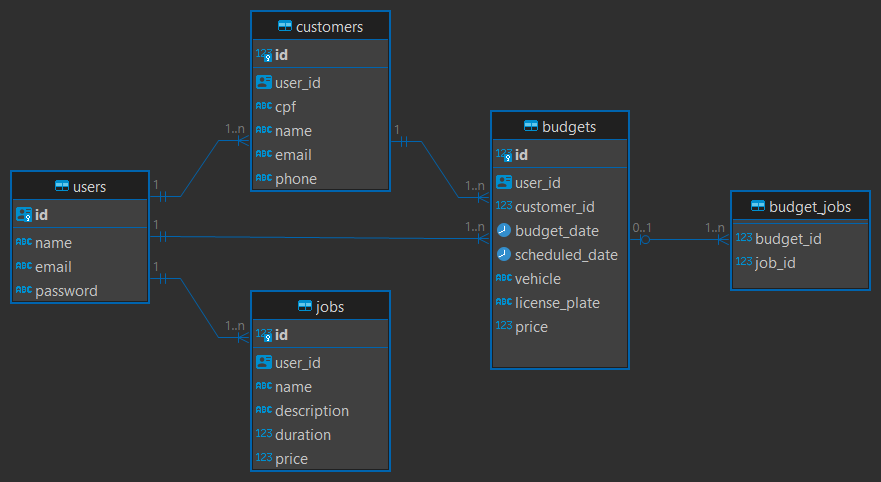 customers
123 id
user_id
ABC cpf
ABC name
ABC email
ABC phone
users
id
ABC name
ABC email
ABC password
jobs
123 id
user_id
ABC name
ABC description
123 duration
123 price
budgets
123 id
user_id
123 customer_id
budget_date
scheduled_date
ABC vehicle
ABC license_plate
123 price
budget_jobs
123 budget_id
123 job_id
1
1..n
1
1..n
1
1..n
1
1..n
0..1
1..n